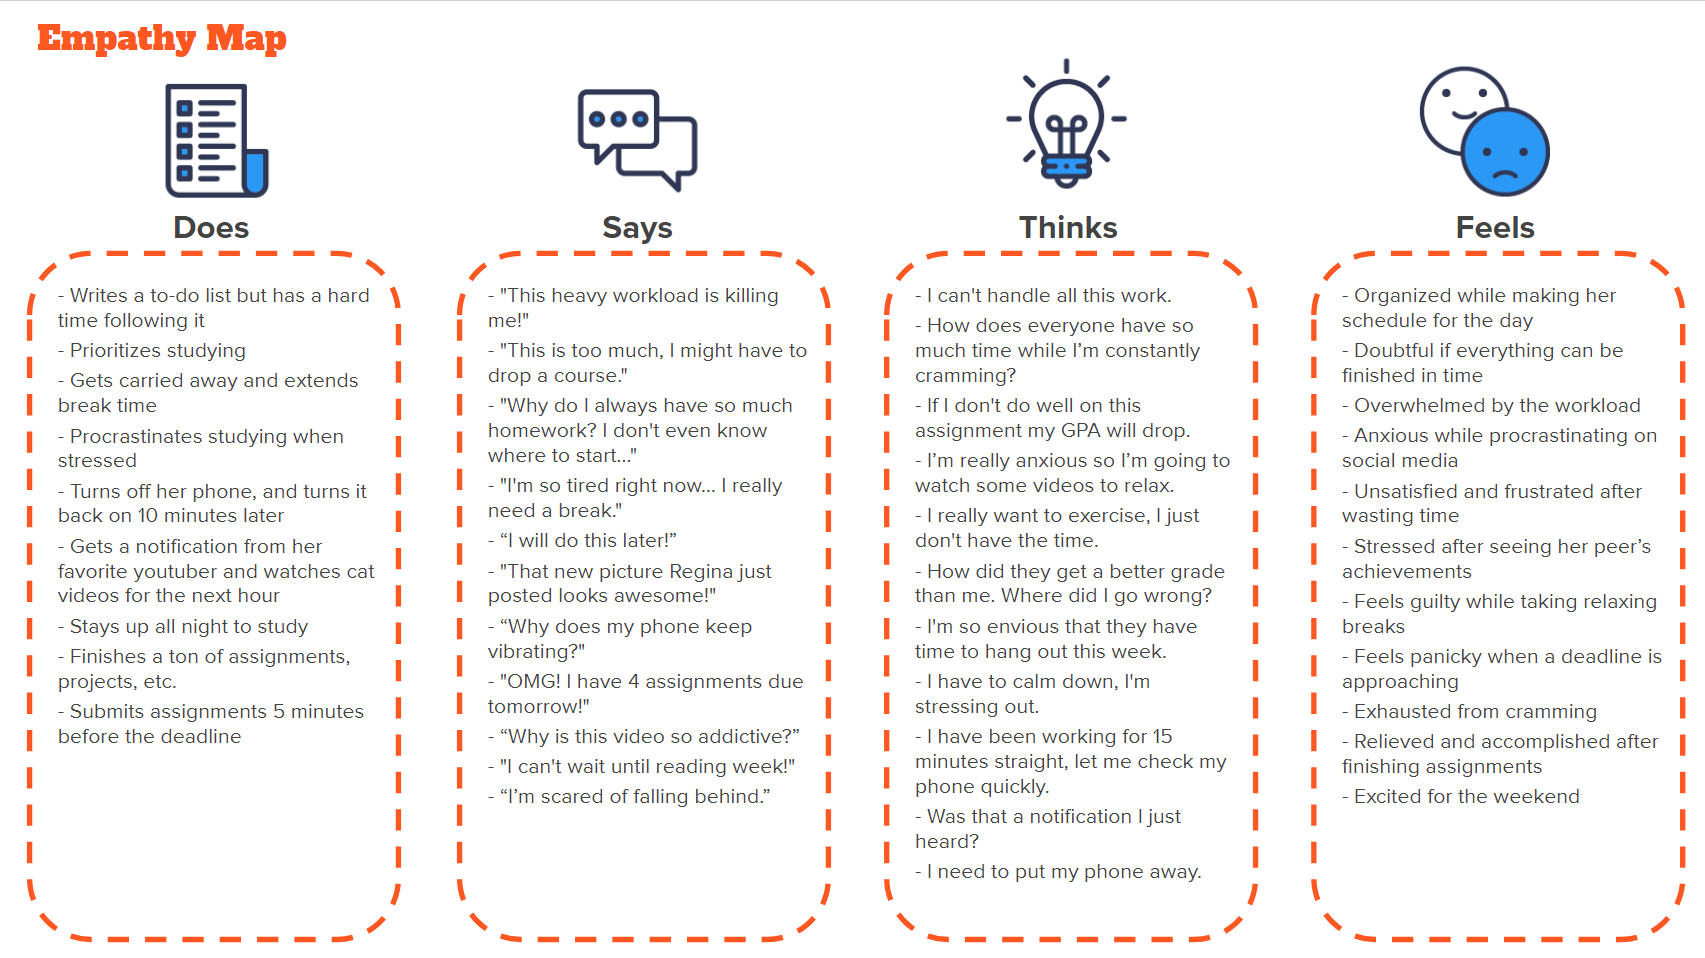 Empathy Map
Does
- Writes a to-do list but has a hard
time following it
- Prioritizes studying
- Gets carried away and extends
break time
- Procrastinates studying when
stressed
- Turns off her phone, and turns it
back on 10 minutes later
- Gets a notification from her
favorite youtuber and watches cat
videos for the next hour
- Stays up all night to study
- Finishes a ton of assignments,
projects, etc.
- Submits assignments 5 minutes
before the deadline
Says
- "This heavy workload is killing
me!"
- "This is too much, I might have to
drop a course."
- "Why do I always have so much
homework? I don't even know
where to start..."
- "I'm so tired right now... I really
need a break."
- “I will do this later!”
- "That new picture Regina just
posted looks awesome!"
- “Why does my phone keep
vibrating?"
- "OMG! I have 4 assignments due
tomorrow!"
- “Why is this video so addictive?”
- "I can't wait until reading week!"
- “I’m scared of falling behind.”
Thinks
- I can't handle all this work.
- How does everyone have so
much time while I’m constantly
cramming?
- If I don't do well on this
assignment my GPA will drop.
- I’m really anxious so I’m going to
watch some videos to relax.
- I really want to exercise, I just
don't have the time.
- How did they get a better grade
than me. Where did I go wrong?
- I'm so envious that they have
time to hang out this week.
- I have to calm down, I'm
stressing out.
- I have been working for 15
minutes straight, let me check my
phone quickly.
- Was that a notification I just
heard?
- I need to put my phone away.
Feels
- Organized while making her
schedule for the day
- Doubtful if everything can be
finished in time
- Overwhelmed by the workload
- Anxious while procrastinating on
social media
- Unsatisfied and frustrated after
wasting time
- Stressed after seeing her peer’s
achievements
- Feels guilty while taking relaxing
breaks
- Feels panicky when a deadline is
approaching
- Exhausted from cramming
- Relieved and accomplished after
finishing assignments
- Excited for the weekend